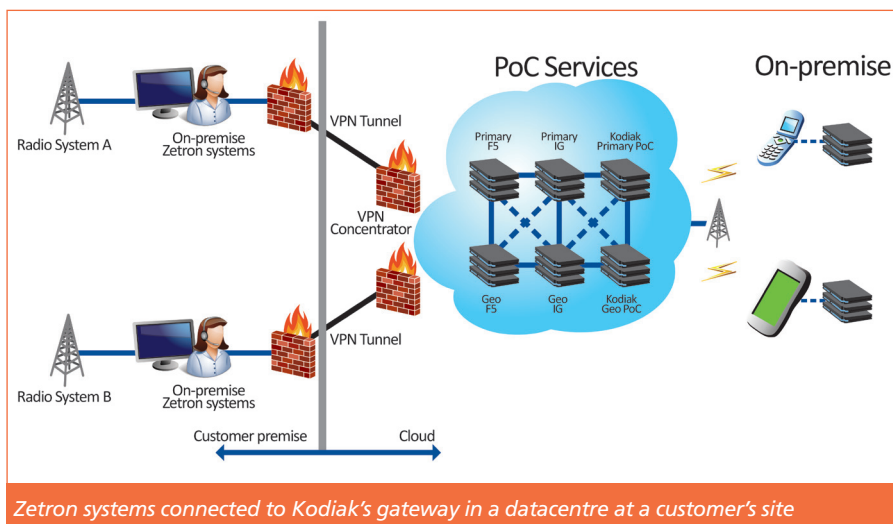 PoC Services
On-premise
Radio System A
On-premise
Zetron systems
VPN Tunnel
VPN
Concentrator
Primary
F5
Primary
IG
Kodiak
Primary PoC
Geo
F5
Geo
IG
Kodiak
Geo PoC
Radio System B
On-premise
Zetron systems
VPN Tunnel
Customer premise
Cloud
Zetron systems connected to Kodiak's gateway in a datacentre at a customer's site